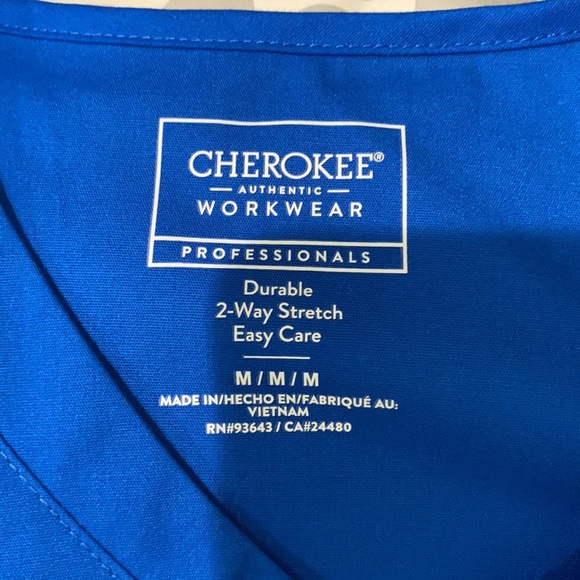 CHEROKEE®
AUTHENTIC
WORKWEAR
PROFESSIONALS
Durable
2-Way Stretch
Easy Care
M / M / M
MADE IN/HECHO EN/FABRIQUÉ AU:
VIETNAM
RN#93643 / CA#24480